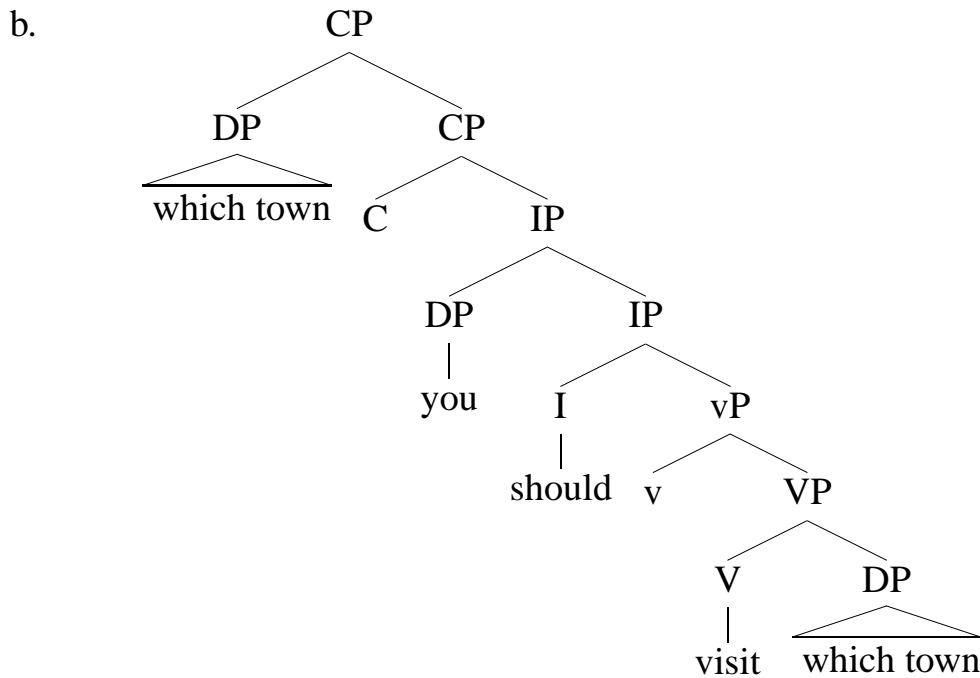 b. CP
DP CP
which town C IP
DP IP
you I vP
should v VP
V DP
visit which town